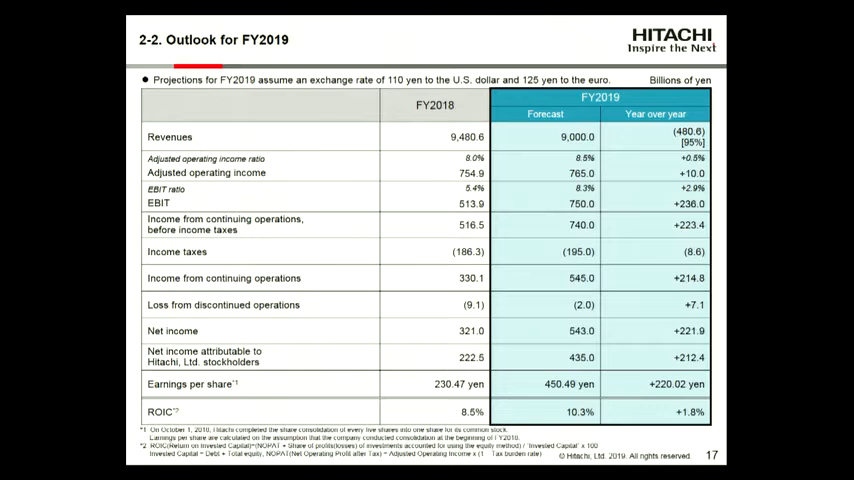 2-2. Outlook for FY2019
HITACHI
Inspire the Next
● Projections for FY2019 assume an exchange rate of 110 yen to the U.S. dollar and 125 yen to the euro. Billions of yen
FY2018 FY2019
Forecast Year over year
Revenues 9,480.6 9,000.0 (480.6)
[95%]
Adjusted operating income ratio 8.0% 8.5% +0.5%
Adjusted operating income 754.9 765.0 +10.0
EBIT ratio 5.4% 8.3% +2.9%
EBIT 513.9 750.0 +236.0
Income from continuing operations,
before income taxes 516.5 740.0 +223.4
Income taxes (186.3) (195.0) (8.6)
Income from continuing operations 330.1 545.0 +214.8
Loss from discontinued operations (9.1) (2.0) +7.1
Net income 321.0 543.0 +221.9
Net income attributable to
Hitachi, Ltd. stockholders 222.5 435.0 +212.4
Earnings per share*1 230.47 yen 450.49 yen +220.02 yen
ROIC*2 8.5% 10.3% +1.8%
*1 On October 1, 2018, Hitachi completed the share consolidation of every five shares into one share for its common stock.
Earnings per share are calculated on the assumption that the company conducted consolidation at the beginning of FY2018.
*2 ROIC(Return on Invested Capital)=(NOPAT + Share of profits(losses) of investments accounted for using the equity method) / "Invested Capital" x 100
Invested Capital = Debt + Total equity, NOPAT(Net Operating Profit after Tax) = Adjusted Operating Income x (1 - Tax burden rate)
© Hitachi, Ltd. 2019. All rights reserved. 17